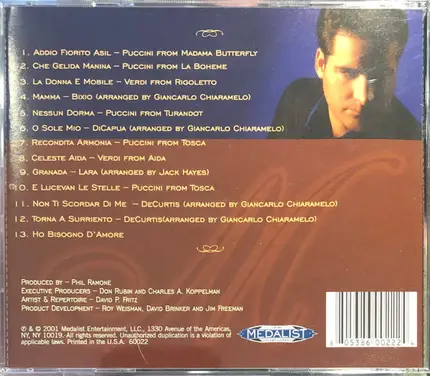 1. Addio Fiorito Asil – Puccini from Madama Butterfly
2. Che Gelida Manina – Puccini from La Boheme
3. La Donna E Mobile – Verdi from Rigoletto
4. Mamma – Bixio (arranged by Giancarlo Chiaramelo)
5. Nessun Dorma – Puccini from Turandot
6. O Sole Mio – DiCapua (arranged by Giancarlo Chiaramelo)
7. Recondita Armonia – Puccini from Tosca
8. Celeste Aida – Verdi from Aida
9. Granada – Lara (arranged by Jack Hayes)
10. E Lucevan Le Stelle – Puccini from Tosca
11. Non Ti Scordar Di Me – DeCurtis (arranged by Giancarlo Chiaramelo)
12. Torna A Surriento – DeCurtis(arranged by Giancarlo Chiaramelo)
13. Ho Bisogno D'Amore
Produced by – Phil Ramone
Executive Producers – Don Rubin and Charles A. Koppelman
Artist & Repertoire – David P. Fritz
Product Development – Roy Weisman, David Brinker and Jim Freeman
℗ & © 2001 Medalist Entertainment, LLC., 1330 Avenue of the Americas,
NY, NY 10019. All rights reserved. Unauthorized duplication is a violation of
applicable laws. Printed in the U.S.A. 60022
MEDALIST
05386 00222